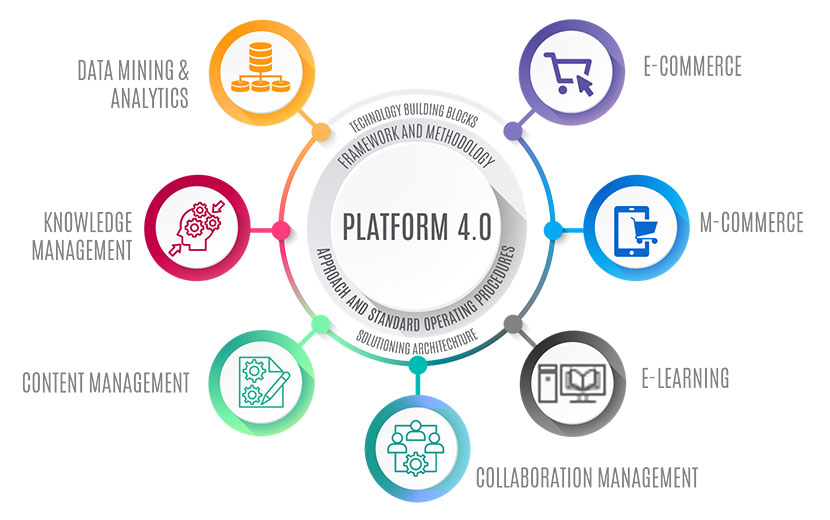 DATA MINING &
ANALYTICS
E-COMMERCE
TECHNOLOGY BUILDING BLOCKS
FRAMEWORK AND METHODOLOGY
KNOWLEDGE
MANAGEMENT
PLATFORM 4.0
M-COMMERCE
APPROACH AND STANDARD OPERATING PROCEDURES
SOLUTIONING ARCHITECHTURE
CONTENT MANAGEMENT
E-LEARNING
COLLABORATION MANAGEMENT